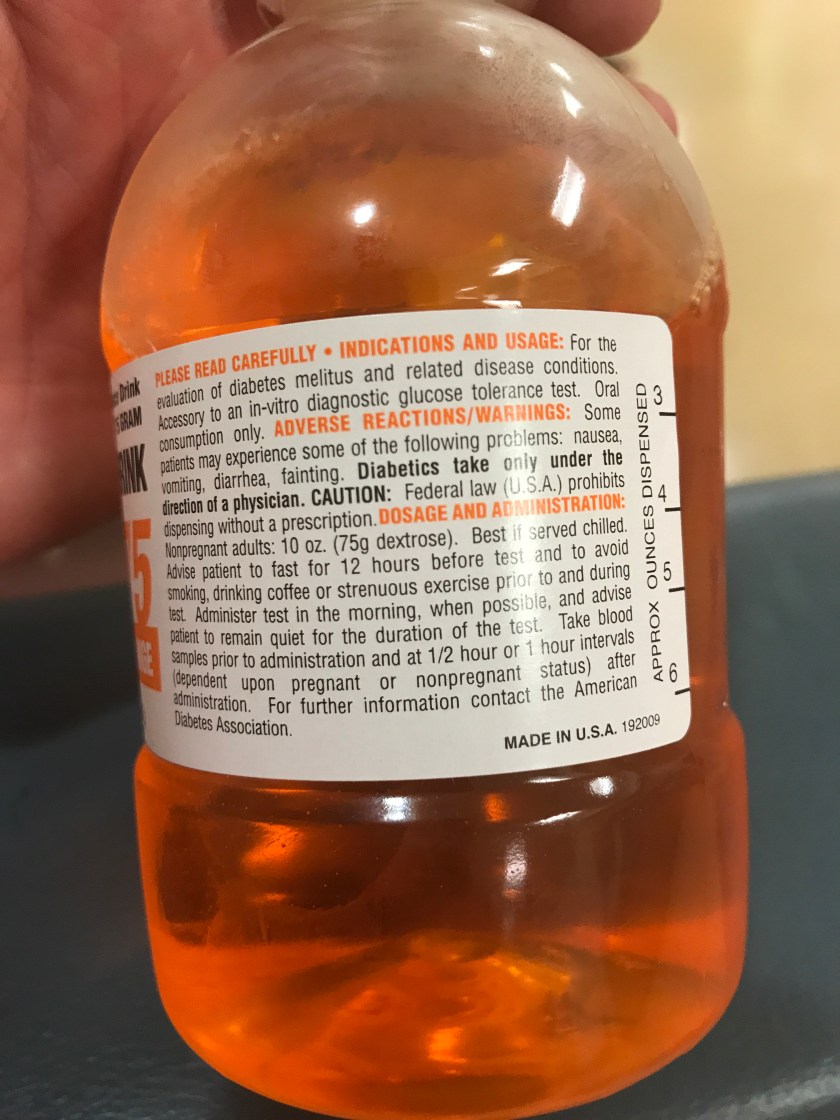 Drink
GRAM
RINK
5
GE
PLEASE READ CAREFULLY • INDICATIONS AND USAGE: For the
evaluation of diabetes melitus and related disease conditions.
Accessory to an in-vitro diagnostic glucose tolerance test. Oral
consumption only. ADVERSE REACTIONS/WARNINGS: Some
patients may experience some of the following problems: nausea,
vomiting, diarrhea, fainting. Diabetics take only under the
direction of a physician. CAUTION: Federal law (U.S.A.) prohibits
dispensing without a prescription. DOSAGE AND ADMINISTRATION:
Nonpregnant adults: 10 oz. (75g dextrose). Best if served chilled.
Advise patient to fast for 12 hours before test and to avoid
smoking, drinking coffee or strenuous exercise prior to and during
test. Administer test in the morning, when possible, and advise
patient to remain quiet for the duration of the test. Take blood
samples prior to administration and at 1/2 hour or 1 hour intervals
(dependent upon pregnant or nonpregnant status) after
administration. For further information contact the American
Diabetes Association.
MADE IN U.S.A. 192009
APPROX OUNCES DISPENSED
3
4
5
6